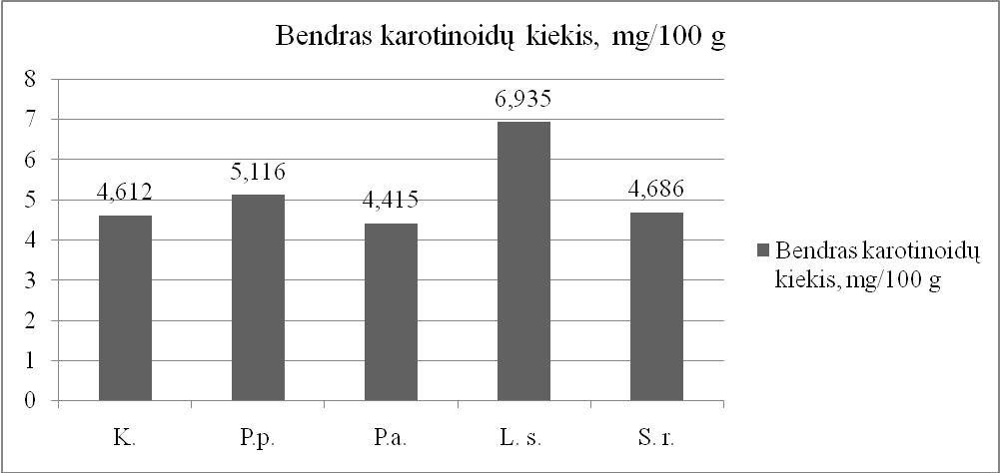 Bendras karotinoidų kiekis, mg/100 g
8
7
6
5
4
3
2
1
0
4,612
5,116
4,415
6,935
4,686
K.
P.p.
P.a.
L. s.
S. r.
Bendras karotinoidų
kiekis, mg/100 g